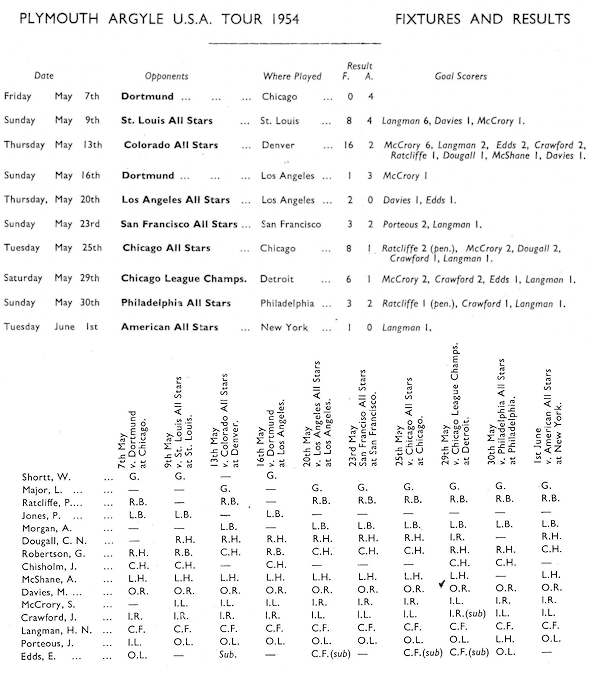 PLYMOUTH ARGYLE U.S.A. TOUR 1954 FIXTURES AND RESULTS
Result
Date Opponents Where Played F. A. Goal Scorers
Friday May 7th Dortmund ... ... ... Chicago ... 0 4
Sunday May 9th St. Louis All Stars ... St. Louis ... 8 4 Langman 6, Davies 1, McCrory 1.
Thursday May 13th Colorado All Stars ... Denver ... 16 2 McCrory 6, Langman 2, Edds 2, Crawford 2,
Ratcliffe 1, Dougall 1, McShane 1, Davies 1.
Sunday May 16th Dortmund ... ... ... Los Angeles ... 1 3 McCrory 1
Thursday, May 20th Los Angeles All Stars ... Los Angeles ... 2 0 Davies 1, Edds 1.
Sunday May 23rd San Francisco All Stars ... San Francisco 3 2 Porteous 2, Langman 1.
Tuesday May 25th Chicago All Stars ... Chicago ... 8 1 Ratcliffe 2 (pen.), McCrory 2, Dougall 2,
Crawford 1, Langman 1.
Saturday May 29th Chicago League Champs. Detroit ... 6 1 McCrory 2, Crawford 2, Edds 1, Langman 1.
Sunday May 30th Philadelphia All Stars Philadelphia ... 3 2 Ratcliffe 1 (pen.), Crawford 1, Langman 1.
Tuesday June 1st American All Stars ... New York ... 1 0 Langman 1.
7th May
v. Dortmund
at Chicago.
9th May
v. St. Louis All Stars
at St. Louis.
13th May
v. Colorado All Stars
at Denver.
16th May
v. Dortmund
at Los Angeles.
20th May
v. Los Angeles All Stars
at Los Angeles.
23rd May
San Franciso All Stars
at San Francisco.
25th May
v. Chicago All Stars
at Chicago.
29th May
v. Chicago League Champs.
at Detroit.
30th May
v. Philadelphia All Stars
at Philadelphia.
1st June
v. American All Stars
at New York.
Shortt, W. ... G. G. — G.
Major, L. ... ... — — G. — G. G. G. G. G. G.
Ratcliffe, P. ... R.B. — R.B. — R.B. R.B. R.B. R.B. R.B. R.B.
Jones, P. ... L.B. L.B. — L.B.
Morgan, A. ... — — L.B. — L.B. L.B. L.B. L.B. L.B. L.B.
Dougall, C. N. ... — R.H. R.H. R.H. R.H. R.H. R.H. I.R. — R.H.
Robertson, G. ... R.H. R.B. C.H. R.B. C.H. C.H. C.H. R.H. R.H. C.H.
Chisholm, J. ... C.H. C.H. — C.H. — — — C.H. C.H. —
McShane, A. ... L.H. L.H. L.H. L.H. L.H. L.H. L.H. L.H. — L.H.
Davies, M. ... ... O.R. O.R. O.R. O.R. O.R. O.R. O.R. O.R. O.R. O.R.
McCrory, S. ... — I.L. I.L. I.L. I.R. I.R. I.R. I.L. I.R. I.R.
Crawford, J. ... I.R. I.R. I.R. I.R. I.L. I.L. I.L. I.R.(sub) I.L. I.L.
Langman, H. N. ... C.F. C.F. C.F. C.F. C.F. C.F. C.F. C.F. C.F. C.F.
Porteous, J. ... I.L. O.L. O.L. O.L. O.L. O.L. O.L. O.L. L.H. O.L.
Edds, E. ... ... O.L. — Sub. — C.F.(sub) — C.F.(sub) C.F.(sub) O.L. —